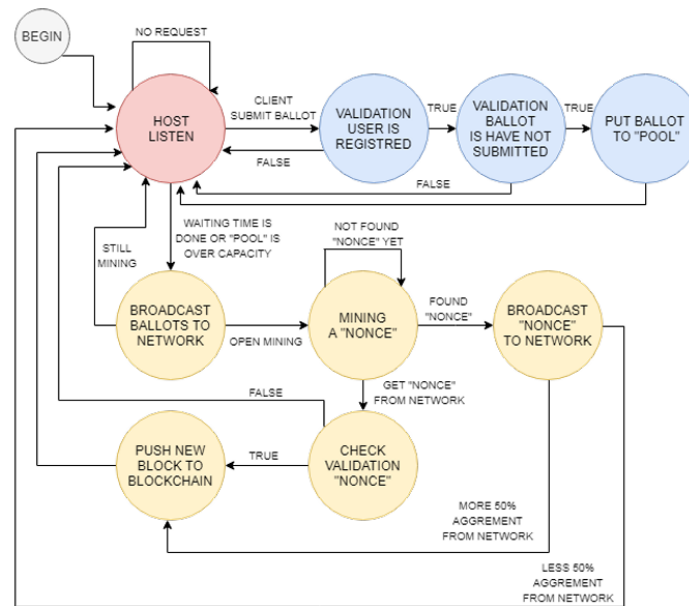 BEGIN
NO REQUEST
HOST
LISTEN
CLIENT
SUBMIT BALLOT
FALSE
VALIDATION
USER IS
REGISTRED
TRUE
VALIDATION
BALLOT
IS HAVE NOT
SUBMITTED
TRUE
PUT BALLOT
TO "POOL"
FALSE
WAITING TIME IS
DONE OR "POOL" IS
OVER CAPACITY
STILL
MINING
NOT FOUND
"NONCE" YET
BROADCAST
BALLOTS TO
NETWORK
OPEN MINING
MINING
A "NONCE"
FOUND
"NONCE"
BROADCAST
"NONCE"
TO NETWORK
GET "NONCE"
FROM NETWORK
FALSE
PUSH NEW
BLOCK TO
BLOCKCHAIN
TRUE
CHECK
VALIDATION
"NONCE"
MORE 50%
AGGREMENT
FROM NETWORK
LESS 50%
AGGREMENT
FROM NETWORK